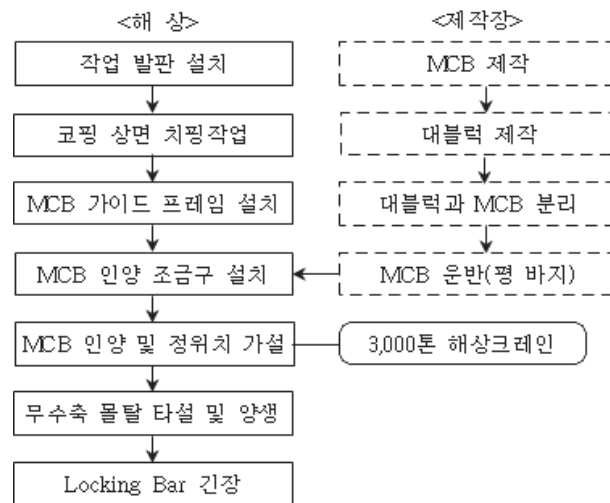 <해 상>
작업 발판 설치
코핑 상면 치핑작업
MCB 가이드 프레임 설치
MCB 인양 조금구 설치
MCB 인양 및 정위치 가설
무수축 몰탈 타설 및 양생
Locking Bar 긴장
<제작장>
MCB 제작
대블럭 제작
대블럭과 MCB 분리
MCB 운반(평 바지)
3,000톤 해상크레인